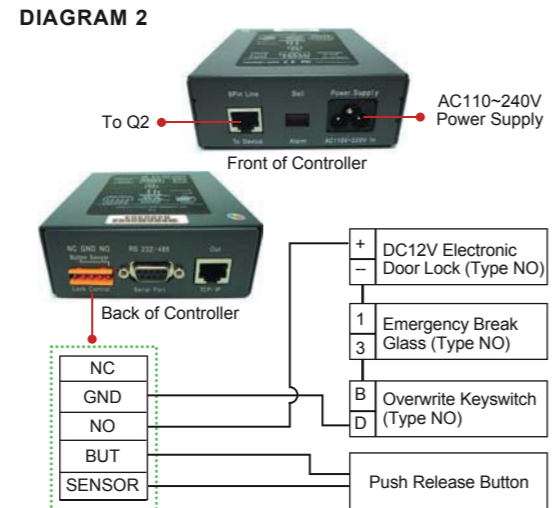 DIAGRAM 2
8Pin Line
Bell
Power Supply
To Device
Alarm
To Q2
AC110~240V
Power Supply
Front of Controller
NC GND NO
Button Sensor
RS 232/485
Out
Lock Control
Serial Port
TCP/IP
Back of Controller
+
–
DC12V Electronic
Door Lock (Type NO)
1
3
Emergency Break
Glass (Type NO)
B
D
Overwrite Keyswitch
(Type NO)
NC
GND
NO
BUT
SENSOR
Push Release Button